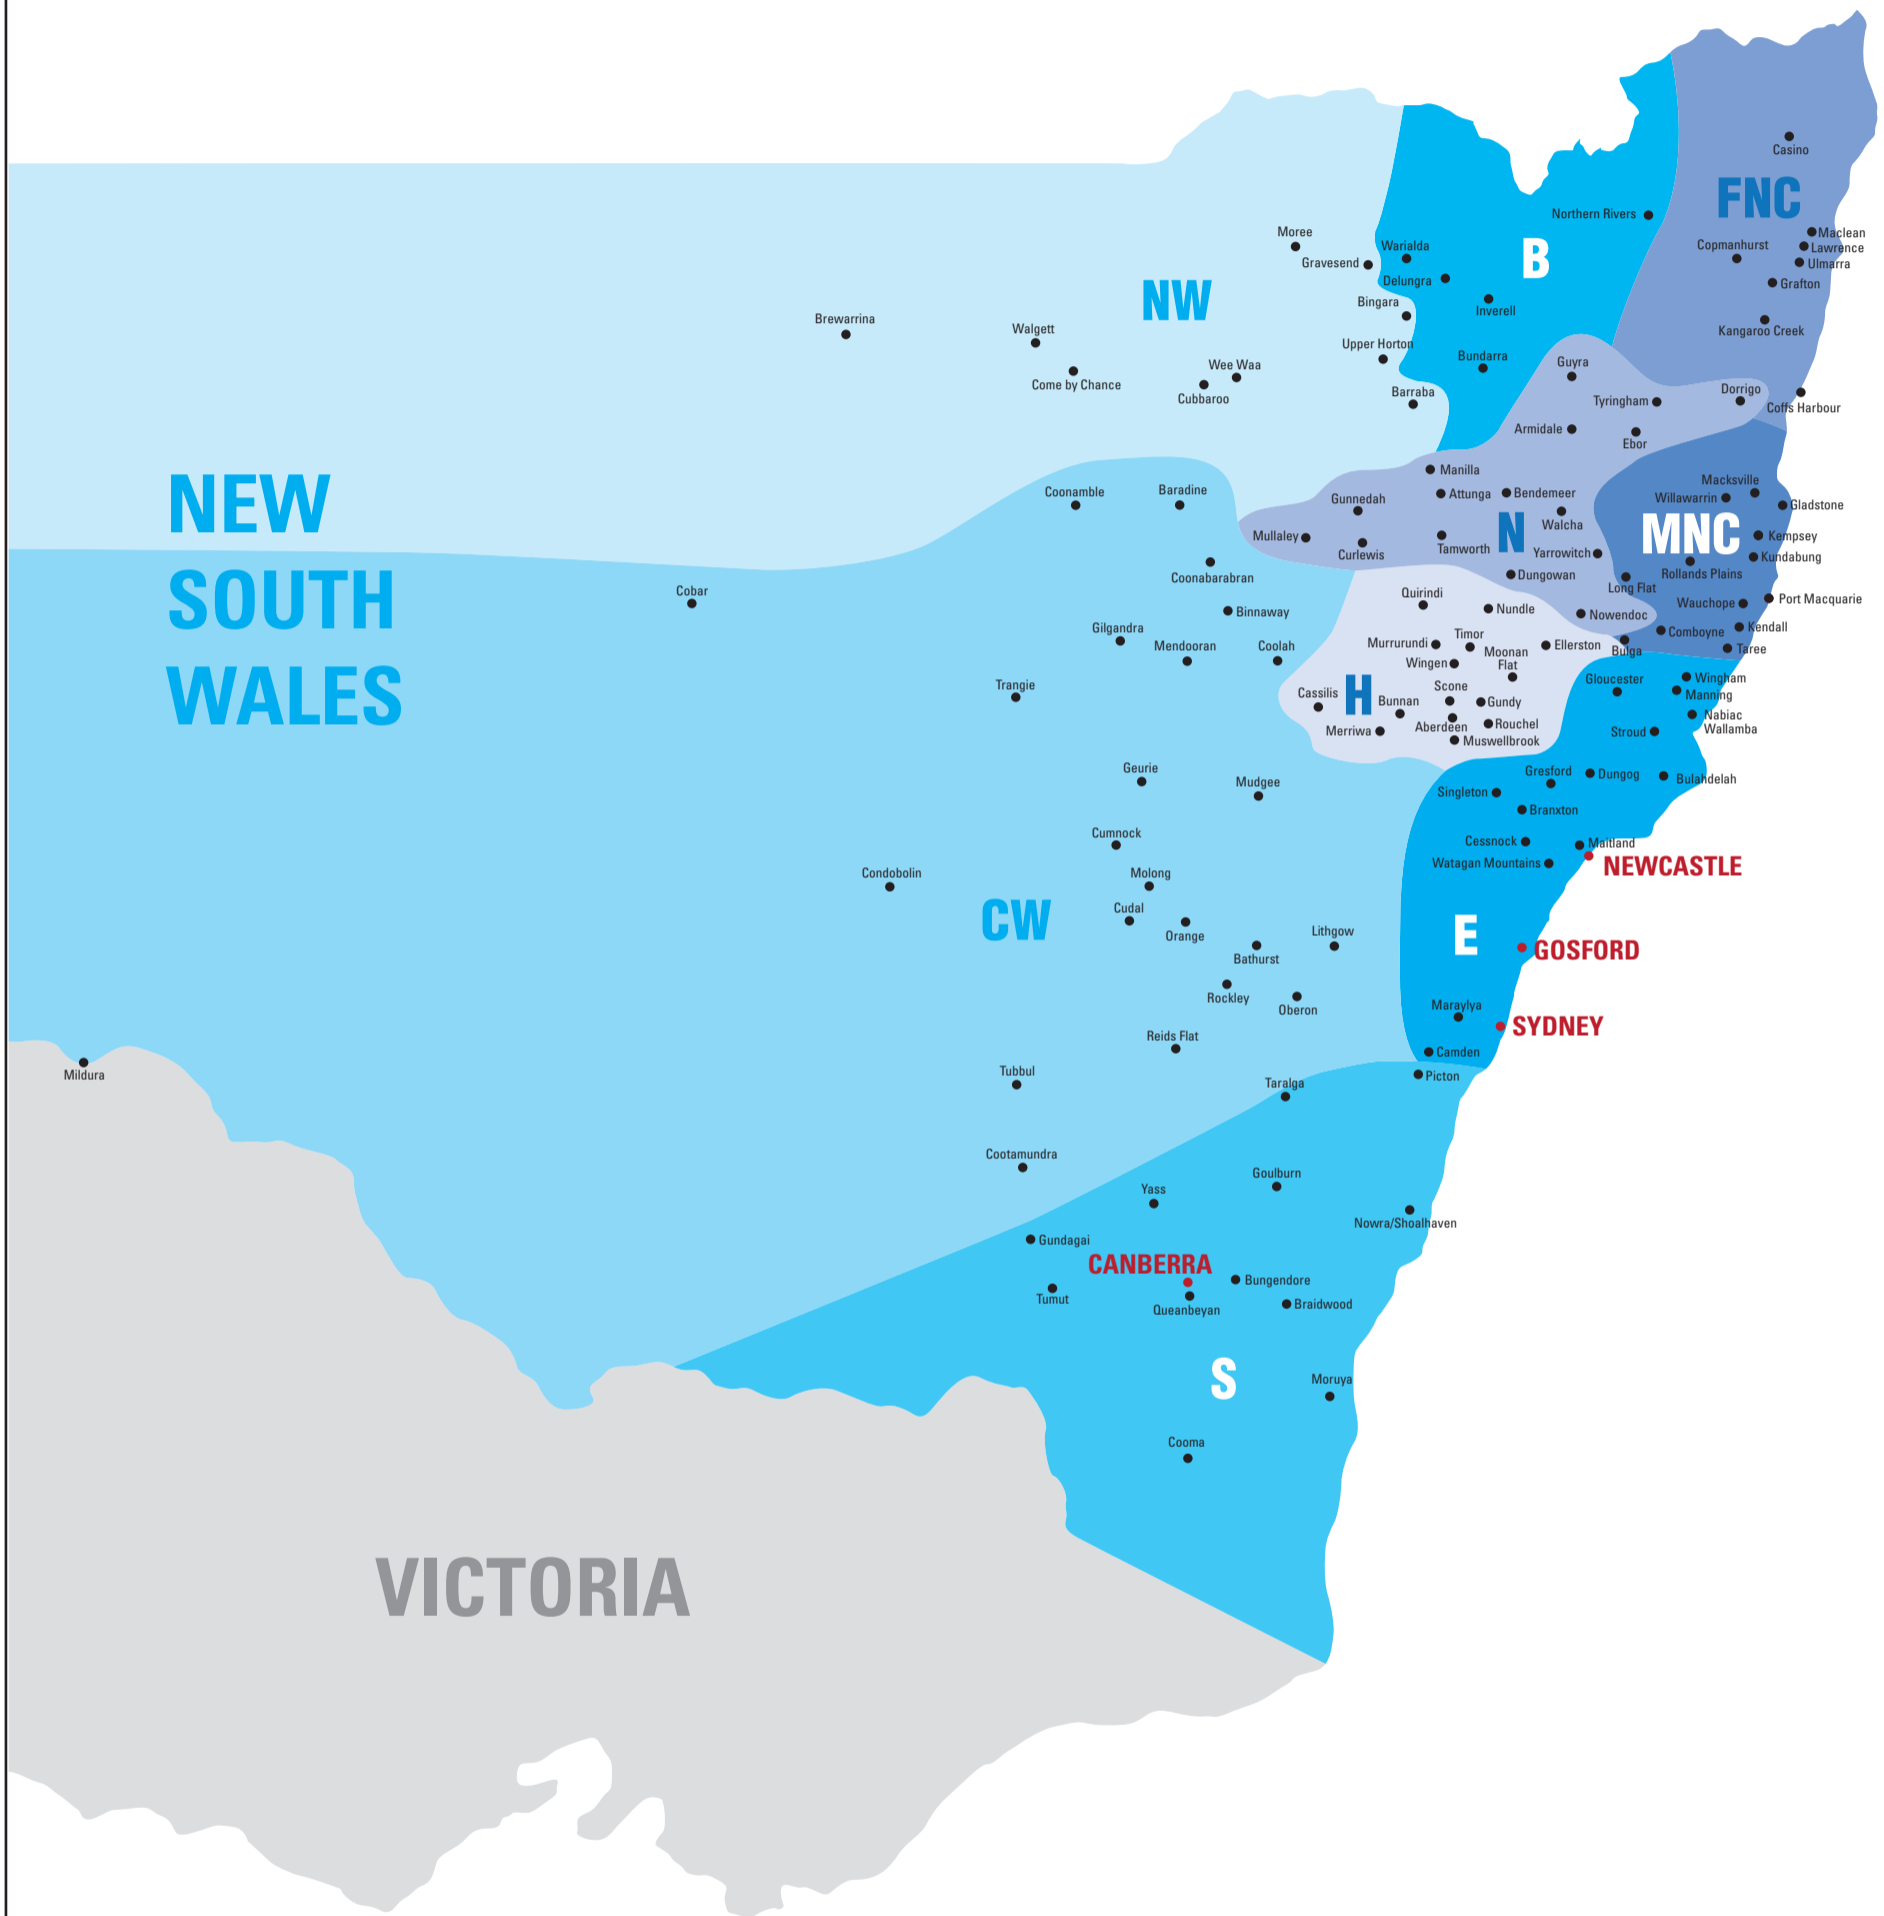 Casino
FNC
Northern Rivers
Maclean
Lawrence
Copmanhurst
Ulmarra
Grafton
Kangaroo Creek
Moree
Gravesend
Warialda
B
Delungra
Bingara
Inverell
NW
Brewarrina
Walgett
Upper Horton
Bundarra
Guyra
Come by Chance
Wee Waa
Cubbaroo
Barraba
Tyringham
Dorrigo
Coffs Harbour
Armidale
Ebor
NEW
SOUTH
WALES
Coonamble
Baradine
Manilla
Gunnedah
Attunga
Bendemeer
Walcha
Macksville
Willawarrin
Gladstone
N
MNC
Mullaley
Curlewis
Tamworth
Yarrowitch
Kempsey
Kundabung
Coonabarabran
Dungowan
Long Flat
Rollands Plains
Cobar
Quirindi
Nundle
Nowendoc
Wauchope
Port Macquarie
Binnaway
Gilgandra
Mendooran
Coolah
Murrurundi
Timor
Moonan
Flat
Ellerston
Bulga
Comboyne
Kendall
Taree
Wingen
Trangie
Cassilis
H
Bunnan
Scone
Gundy
Gloucester
Wingham
Manning
Merriwa
Aberdeen
Rouchel
Muswellbrook
Stroud
Nabiac
Wallamba
Geurie
Mudgee
Singleton
Gresford
Dungog
Bulahdelah
Branxton
Cumnock
Cessnock
Maitland
Watagan Mountains
NEWCASTLE
Condobolin
Molong
Cudal
Orange
CW
Bathurst
Lithgow
E
GOSFORD
Rockley
Oberon
Maraylya
SYDNEY
Reids Flat
Camden
Mildura
Tubbul
Taralga
Picton
Cootamundra
Yass
Goulburn
Nowra/Shoalhaven
Gundagai
CANBERRA
Bungendore
Tumut
Queanbeyan
Braidwood
S
Moruya
Cooma
VICTORIA